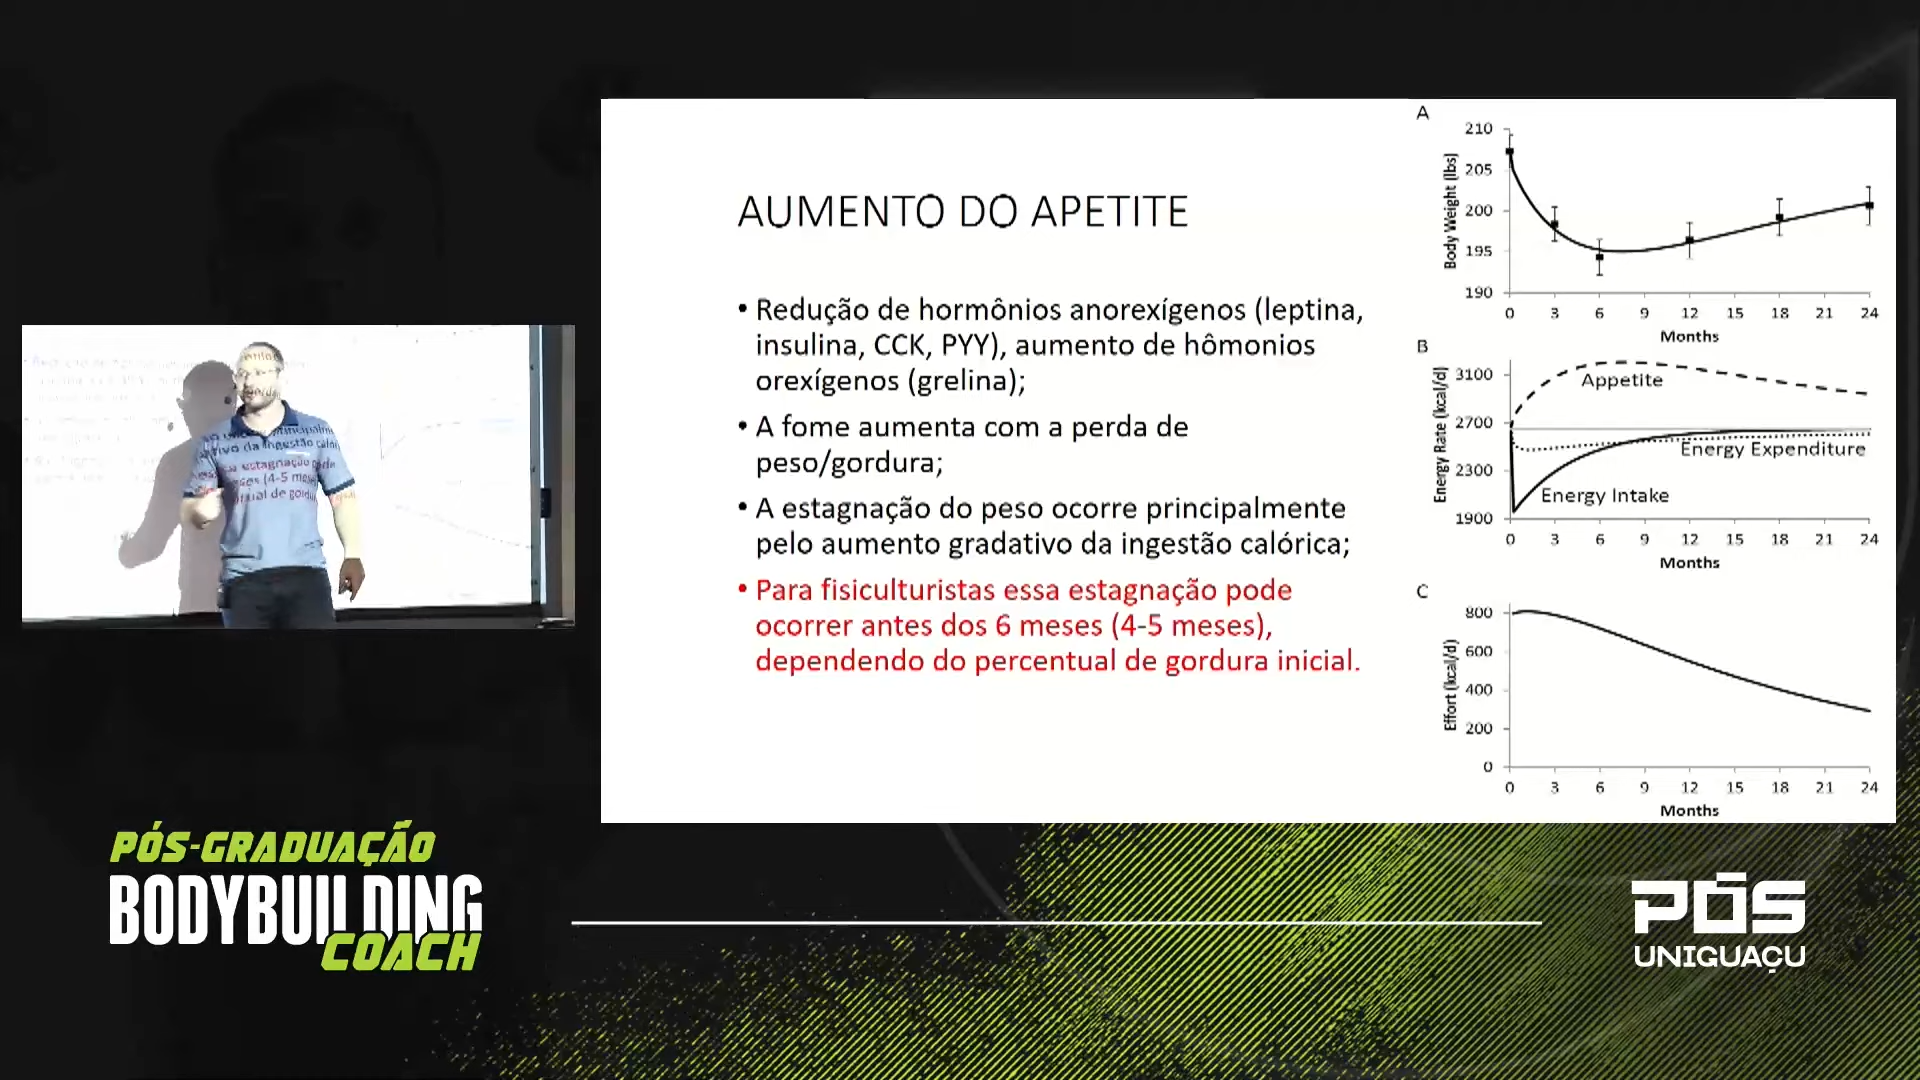 AUMENTO DO APETITE
• Redução de hormônios anorexígenos (leptina,
insulina, CCK, PYY), aumento de hômonios
orexígenos (grelina);
• A fome aumenta com a perda de
peso/gordura;
• A estagnação do peso ocorre principalmente
pelo aumento gradativo da ingestão calórica;
• Para fisiculturistas essa estagnação pode
ocorrer antes dos 6 meses (4-5 meses),
dependendo do percentual de gordura inicial.
A
Body Weight (lbs)
210
205
200
195
190
0 3 6 9 12 15 18 21 24
Months
B
Energy Rate (kcal/d)
3100
2700
2300
1900
Appetite
Energy Expenditure
Energy Intake
0 3 6 9 12 15 18 21 24
Months
C
Effort (kcal/d)
800
600
400
200
0
0 3 6 9 12 15 18 21 24
Months
estagnação
PÓS-GRADUAÇÃO
BODYBUILDING
COACH
PÓS
UNIGUAÇU